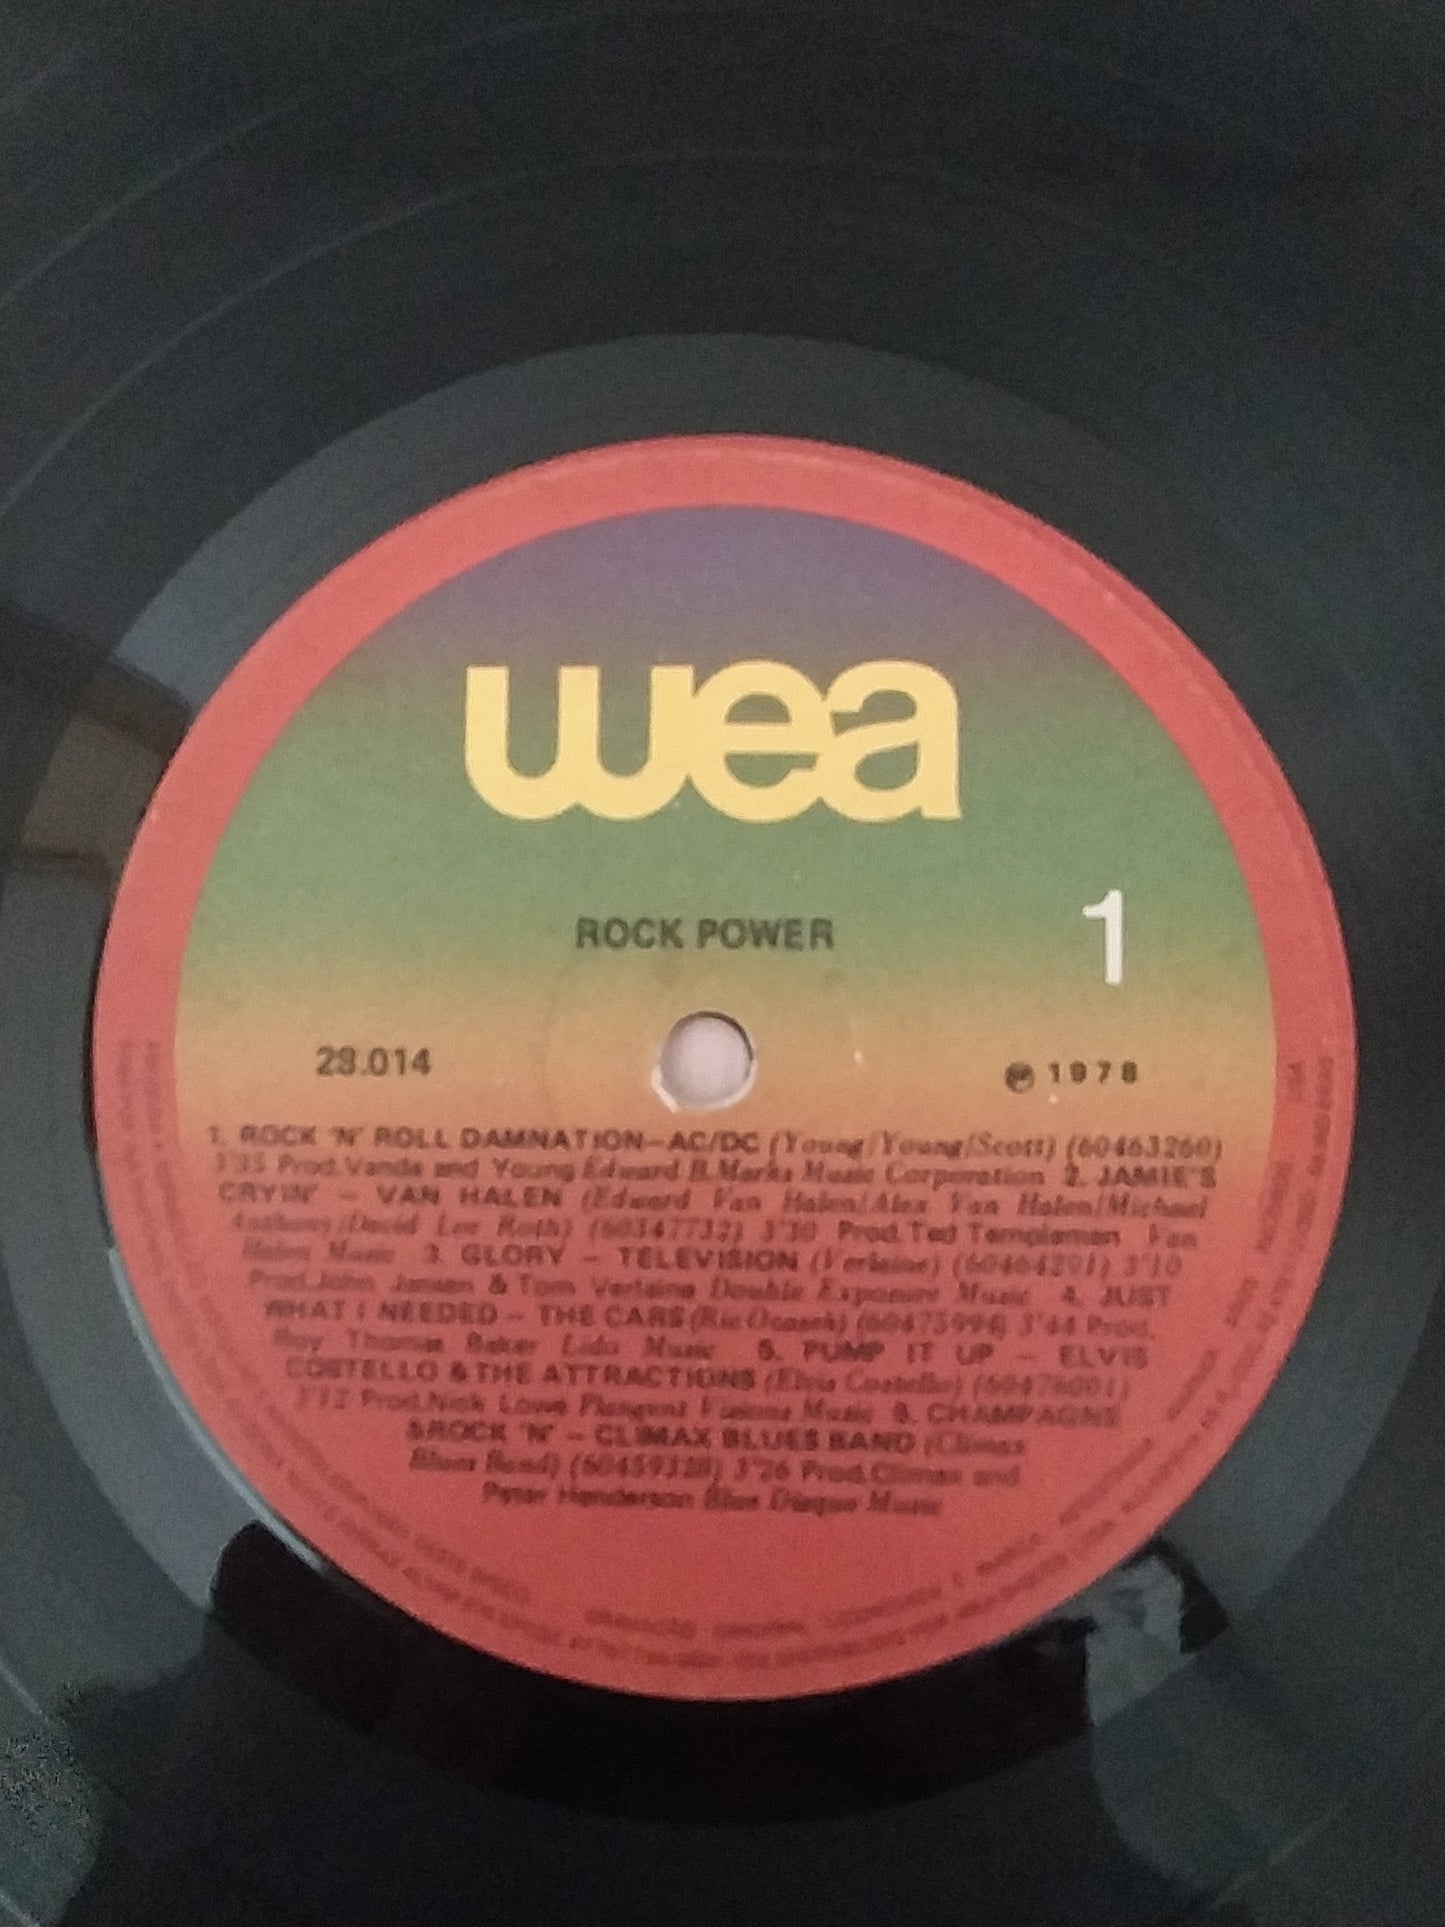 wea
ROCK POWER
1
28.014
℗ 1978
1. ROCK 'N' ROLL DAMNATION—AC/DC (Young/Young/Scott) (60463260)
3'35 Prod.Vanda and Young Edward B.Marks Music Corporation 2. JAMIE'S
CRYIN' — VAN HALEN (Edward Van Halen/Alex Van Halen/Michael
Anthony/David Lee Roth) (60347732) 3'30 Prod.Ted Templeman Van
Halen Music 3. GLORY — TELEVISION (Verlaine) (60464291) 3'10
Prod.John Jansen & Tom Verlaine Double Exposure Music 4. JUST
WHAT I NEEDED — THE CARS (Ric Ocasek) (60475994) 3'44 Prod.
Roy Thomas Baker Lido Music 5. PUMP IT UP — ELVIS
COSTELLO & THE ATTRACTIONS (Elvis Costello) (60476001)
3'12 Prod.Nick Lowe Plangent Visions Music 6. CHAMPAGNE
&ROCK 'N' — CLIMAX BLUES BAND (Climax
Blues Band) (60459328) 3'26 Prod.Climax and
Peter Henderson Blue Disque Music